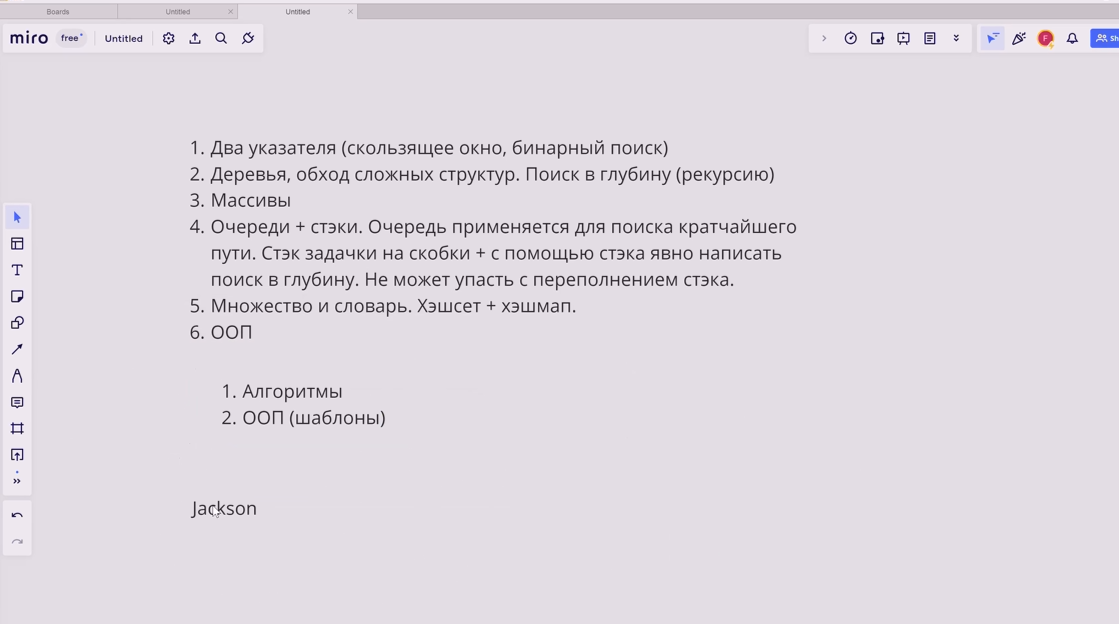 Boards
Untitled
Untitled
miro
free
Untitled
F
Sh
1. Два указателя (скользящее окно, бинарный поиск)
2. Деревья, обход сложных структур. Поиск в глубину (рекурсию)
3. Массивы
4. Очереди + стэки. Очередь применяется для поиска кратчайшего
пути. Стэк задачки на скобки + с помощью стэка явно написать
поиск в глубину. Не может упасть с переполнением стэка.
5. Множество и словарь. Хэшсет + хэшмап.
6. ООП
1. Алгоритмы
2. ООП (шаблоны)
Jackson